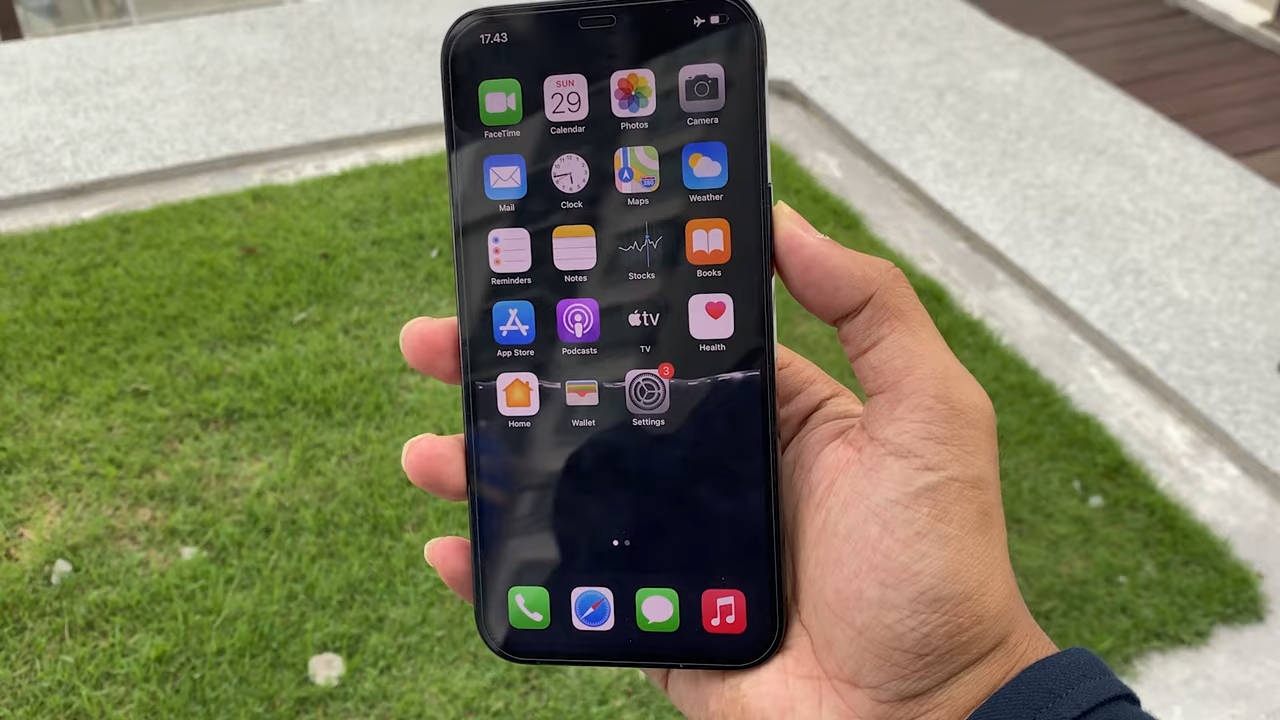 17.43
SUN
29
FaceTime
Calendar
Photos
Camera
Mail
Clock
Maps
Weather
280
Reminders
Notes
Stocks
Books
tv
App Store
Podcasts
TV
Health
3
Home
Wallet
Settings